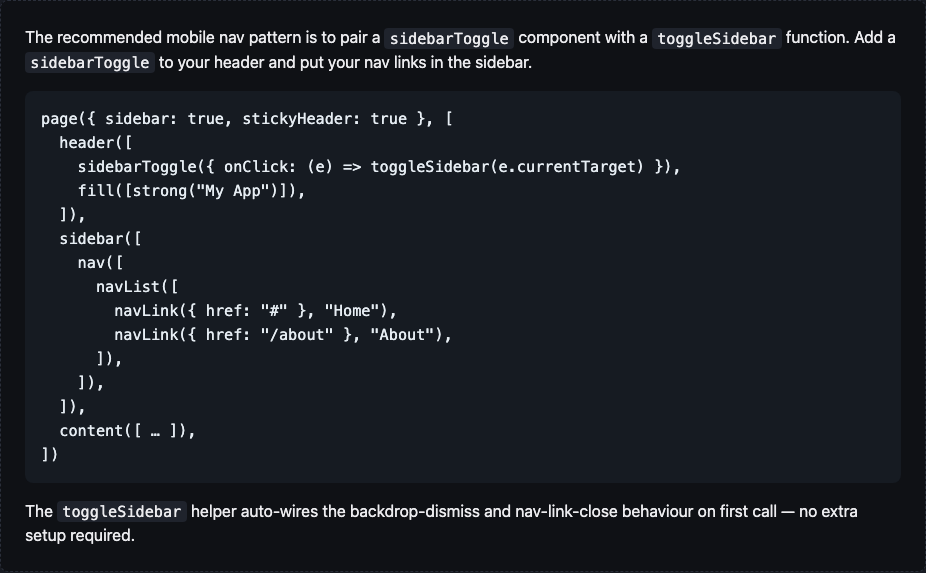 The recommended mobile nav pattern is to pair a sidebarToggle component with a toggleSidebar function. Add a
sidebarToggle to your header and put your nav links in the sidebar.
page({ sidebar: true, stickyHeader: true }, [
  header([
    sidebarToggle({ onClick: (e) => toggleSidebar(e.currentTarget) }),
    fill([strong("My App")]),
  ]),
  sidebar([
    nav([
      navList([
        navLink({ href: "#" }, "Home"),
        navLink({ href: "/about" }, "About"),
      ]),
    ]),
  ]),
  content([ … ]),
])
The toggleSidebar helper auto-wires the backdrop-dismiss and nav-link-close behaviour on first call — no extra
setup required.